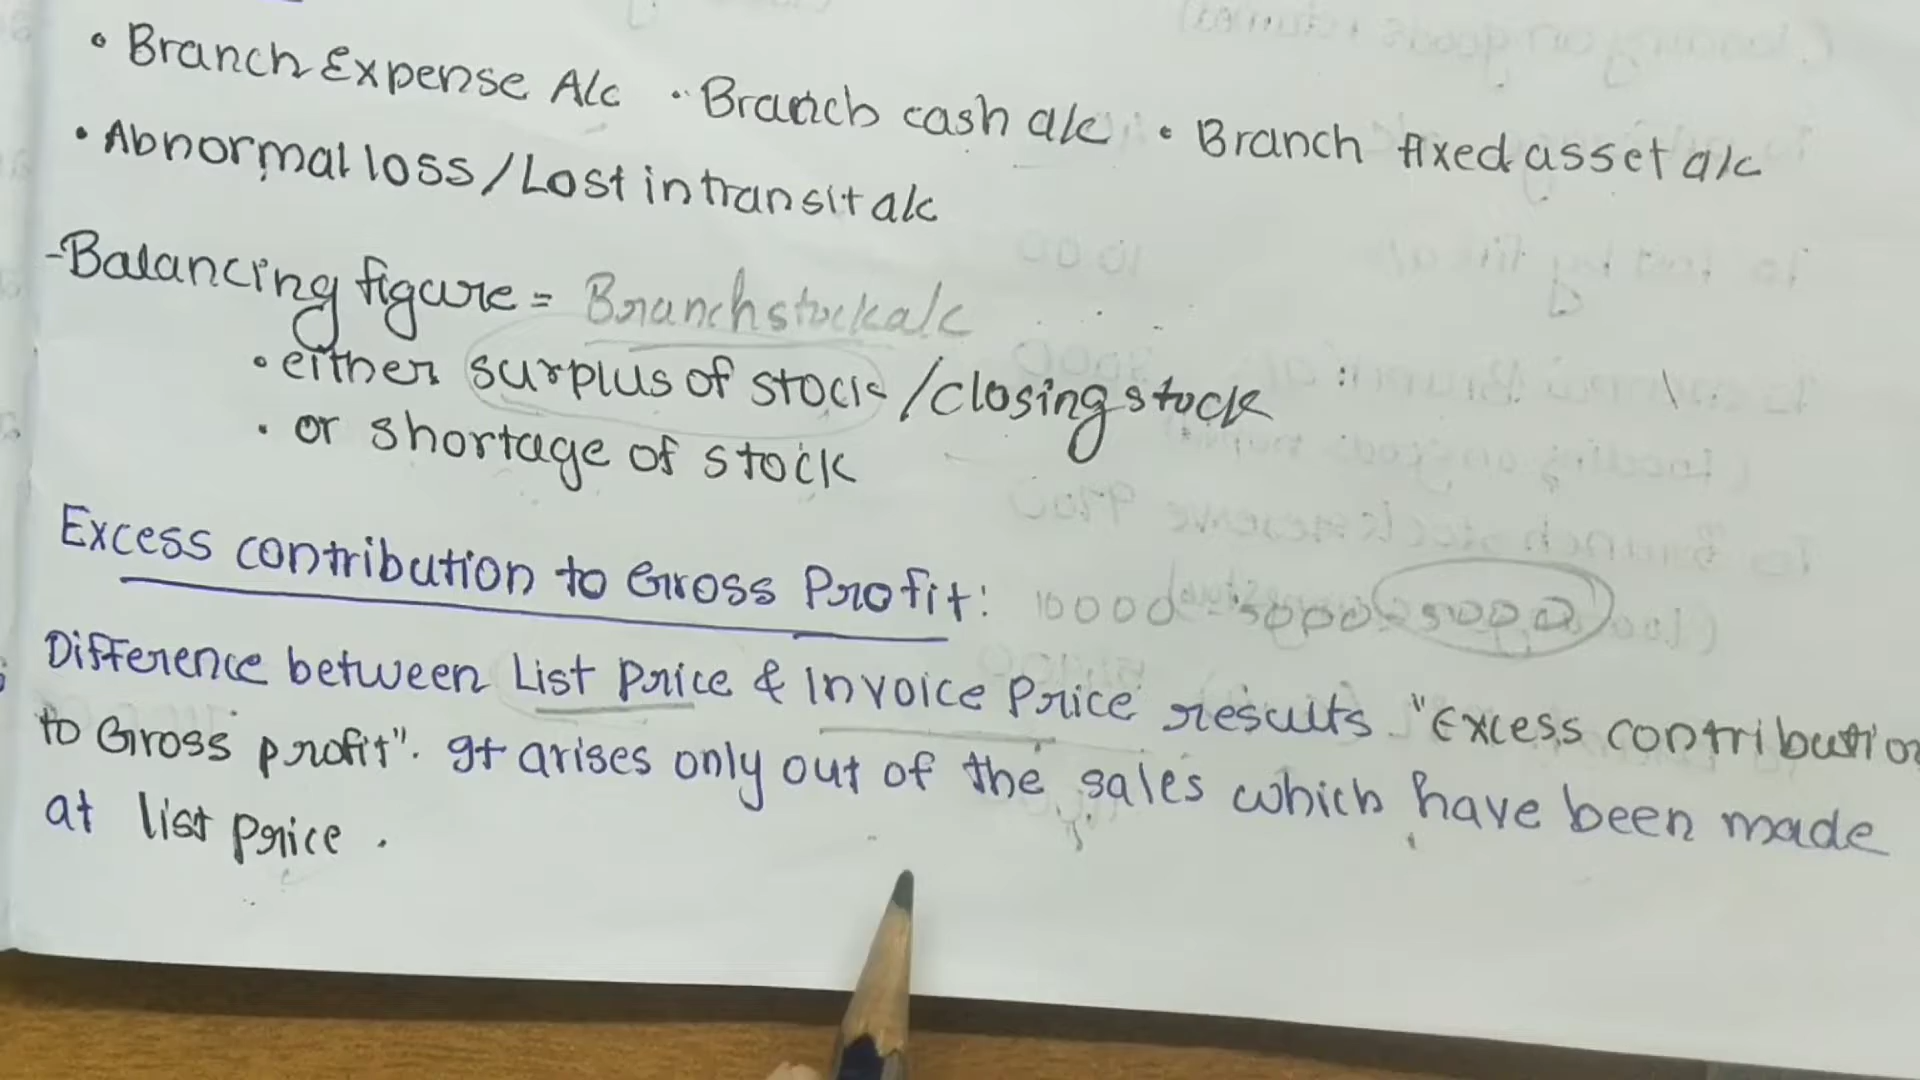 • Branch Expense A/c • Branch cash a/c • Branch fixed asset a/c
• Abnormal loss/Lost in transit a/c
- Balancing figure = Branch stock a/c
• either surplus of stock /closing stock
• or shortage of stock
Excess contribution to Gross Profit: 10000 - 5000 = 5000
Difference between List Price & Invoice Price results "Excess contribution
to Gross profit". It arises only out of the sales which have been made
at list price.